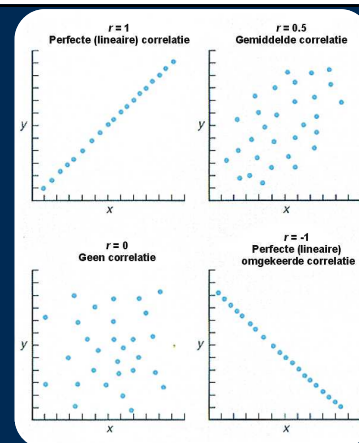 r = 1
Perfecte (lineaire) correlatie
y
x
r = 0.5
Gemiddelde correlatie
y
x
r = 0
Geen correlatie
y
x
r = -1
Perfecte (lineaire)
omgekeerde correlatie
y
x